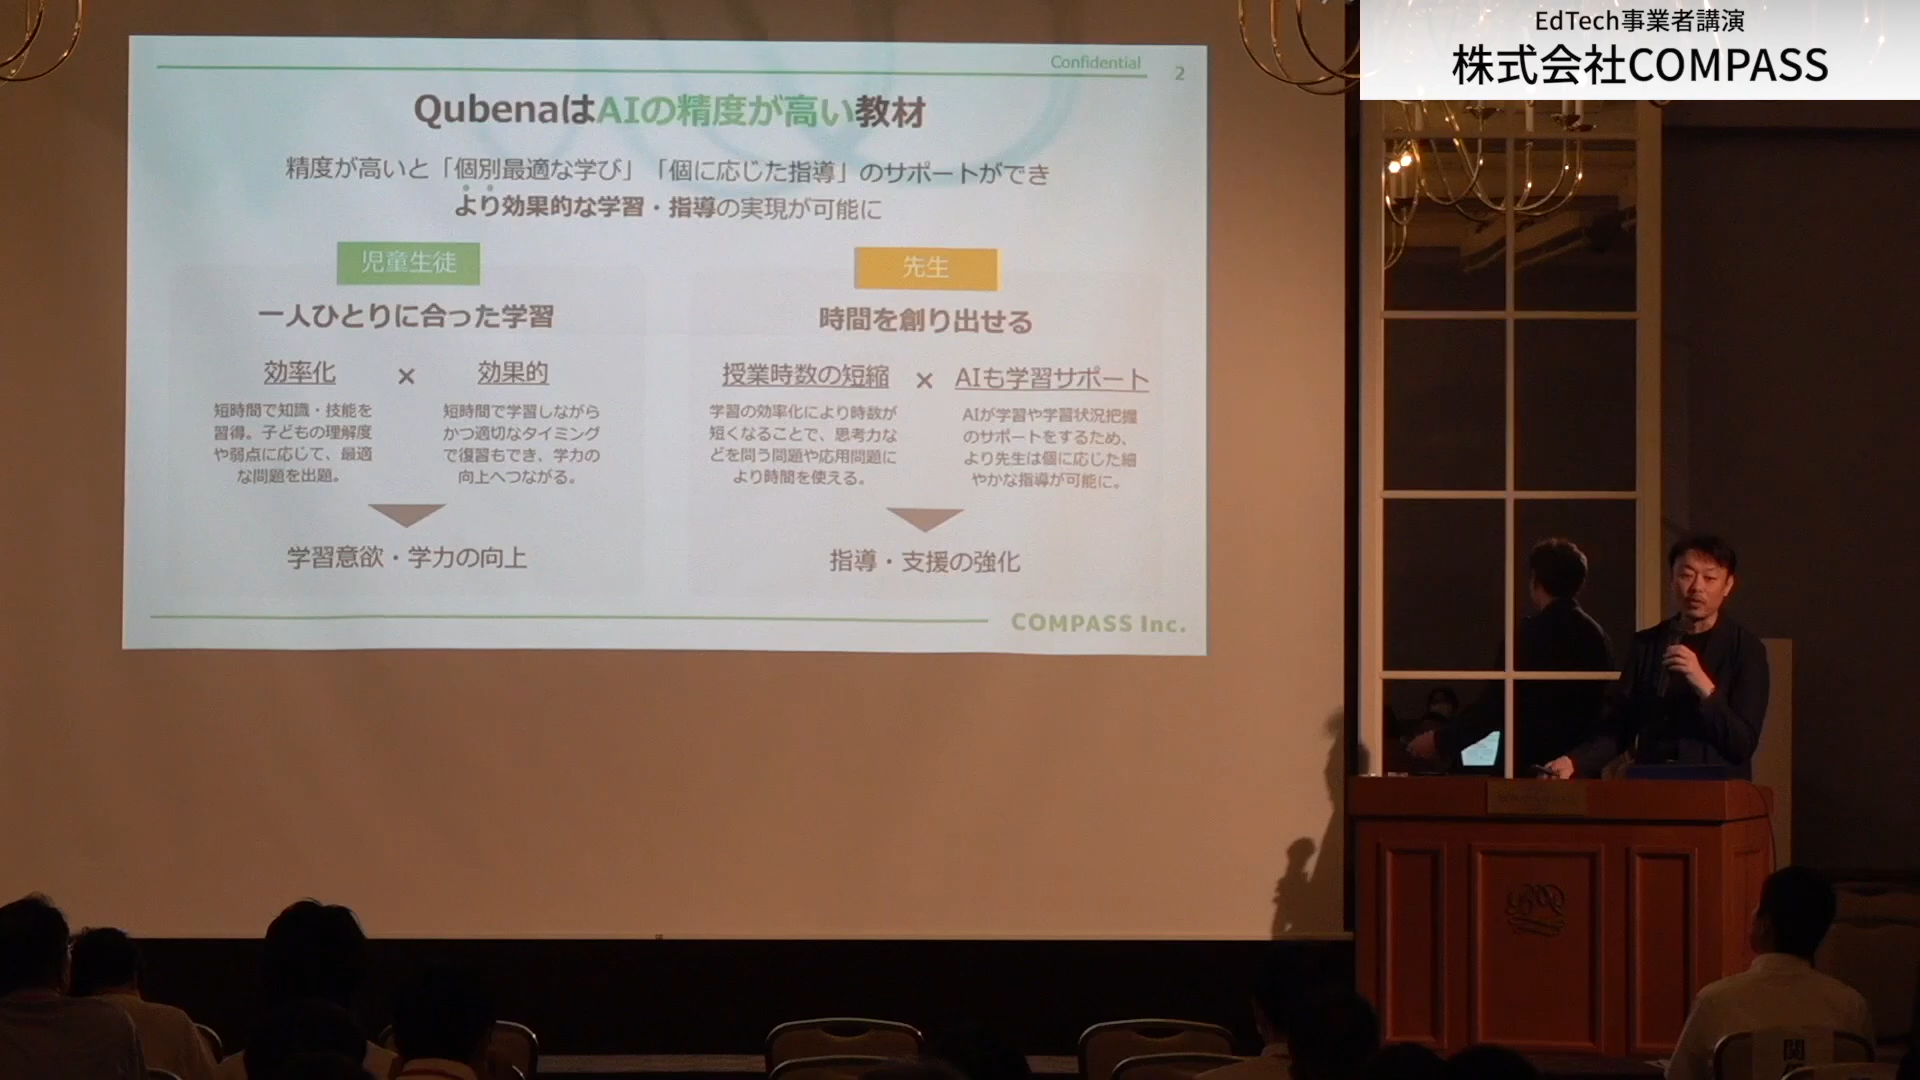 EdTech事業者講演
株式会社COMPASS
Confidential
2
QubenaはAIの精度が高い教材
精度が高いと「個別最適な学び」「個に応じた指導」のサポートができ
より効果的な学習・指導の実現が可能に
児童生徒
一人ひとりに合った学習
効率化
×
効果的
短時間で知識・技能を
習得。子どもの理解度
や弱点に応じて、最適
な問題を出題。
短時間で学習しながら
かつ適切なタイミング
で復習もでき、学力の
向上へつながる。
学習意欲・学力の向上
先生
時間を創り出せる
授業時数の短縮
×
AIも学習サポート
学習の効率化により時数が
短くなることで、思考力な
どを問う問題や応用問題に
より時間を使える。
AIが学習や学習状況把握
のサポートをするため、
より先生は個に応じた細
やかな指導が可能に。
指導・支援の強化
COMPASS Inc.